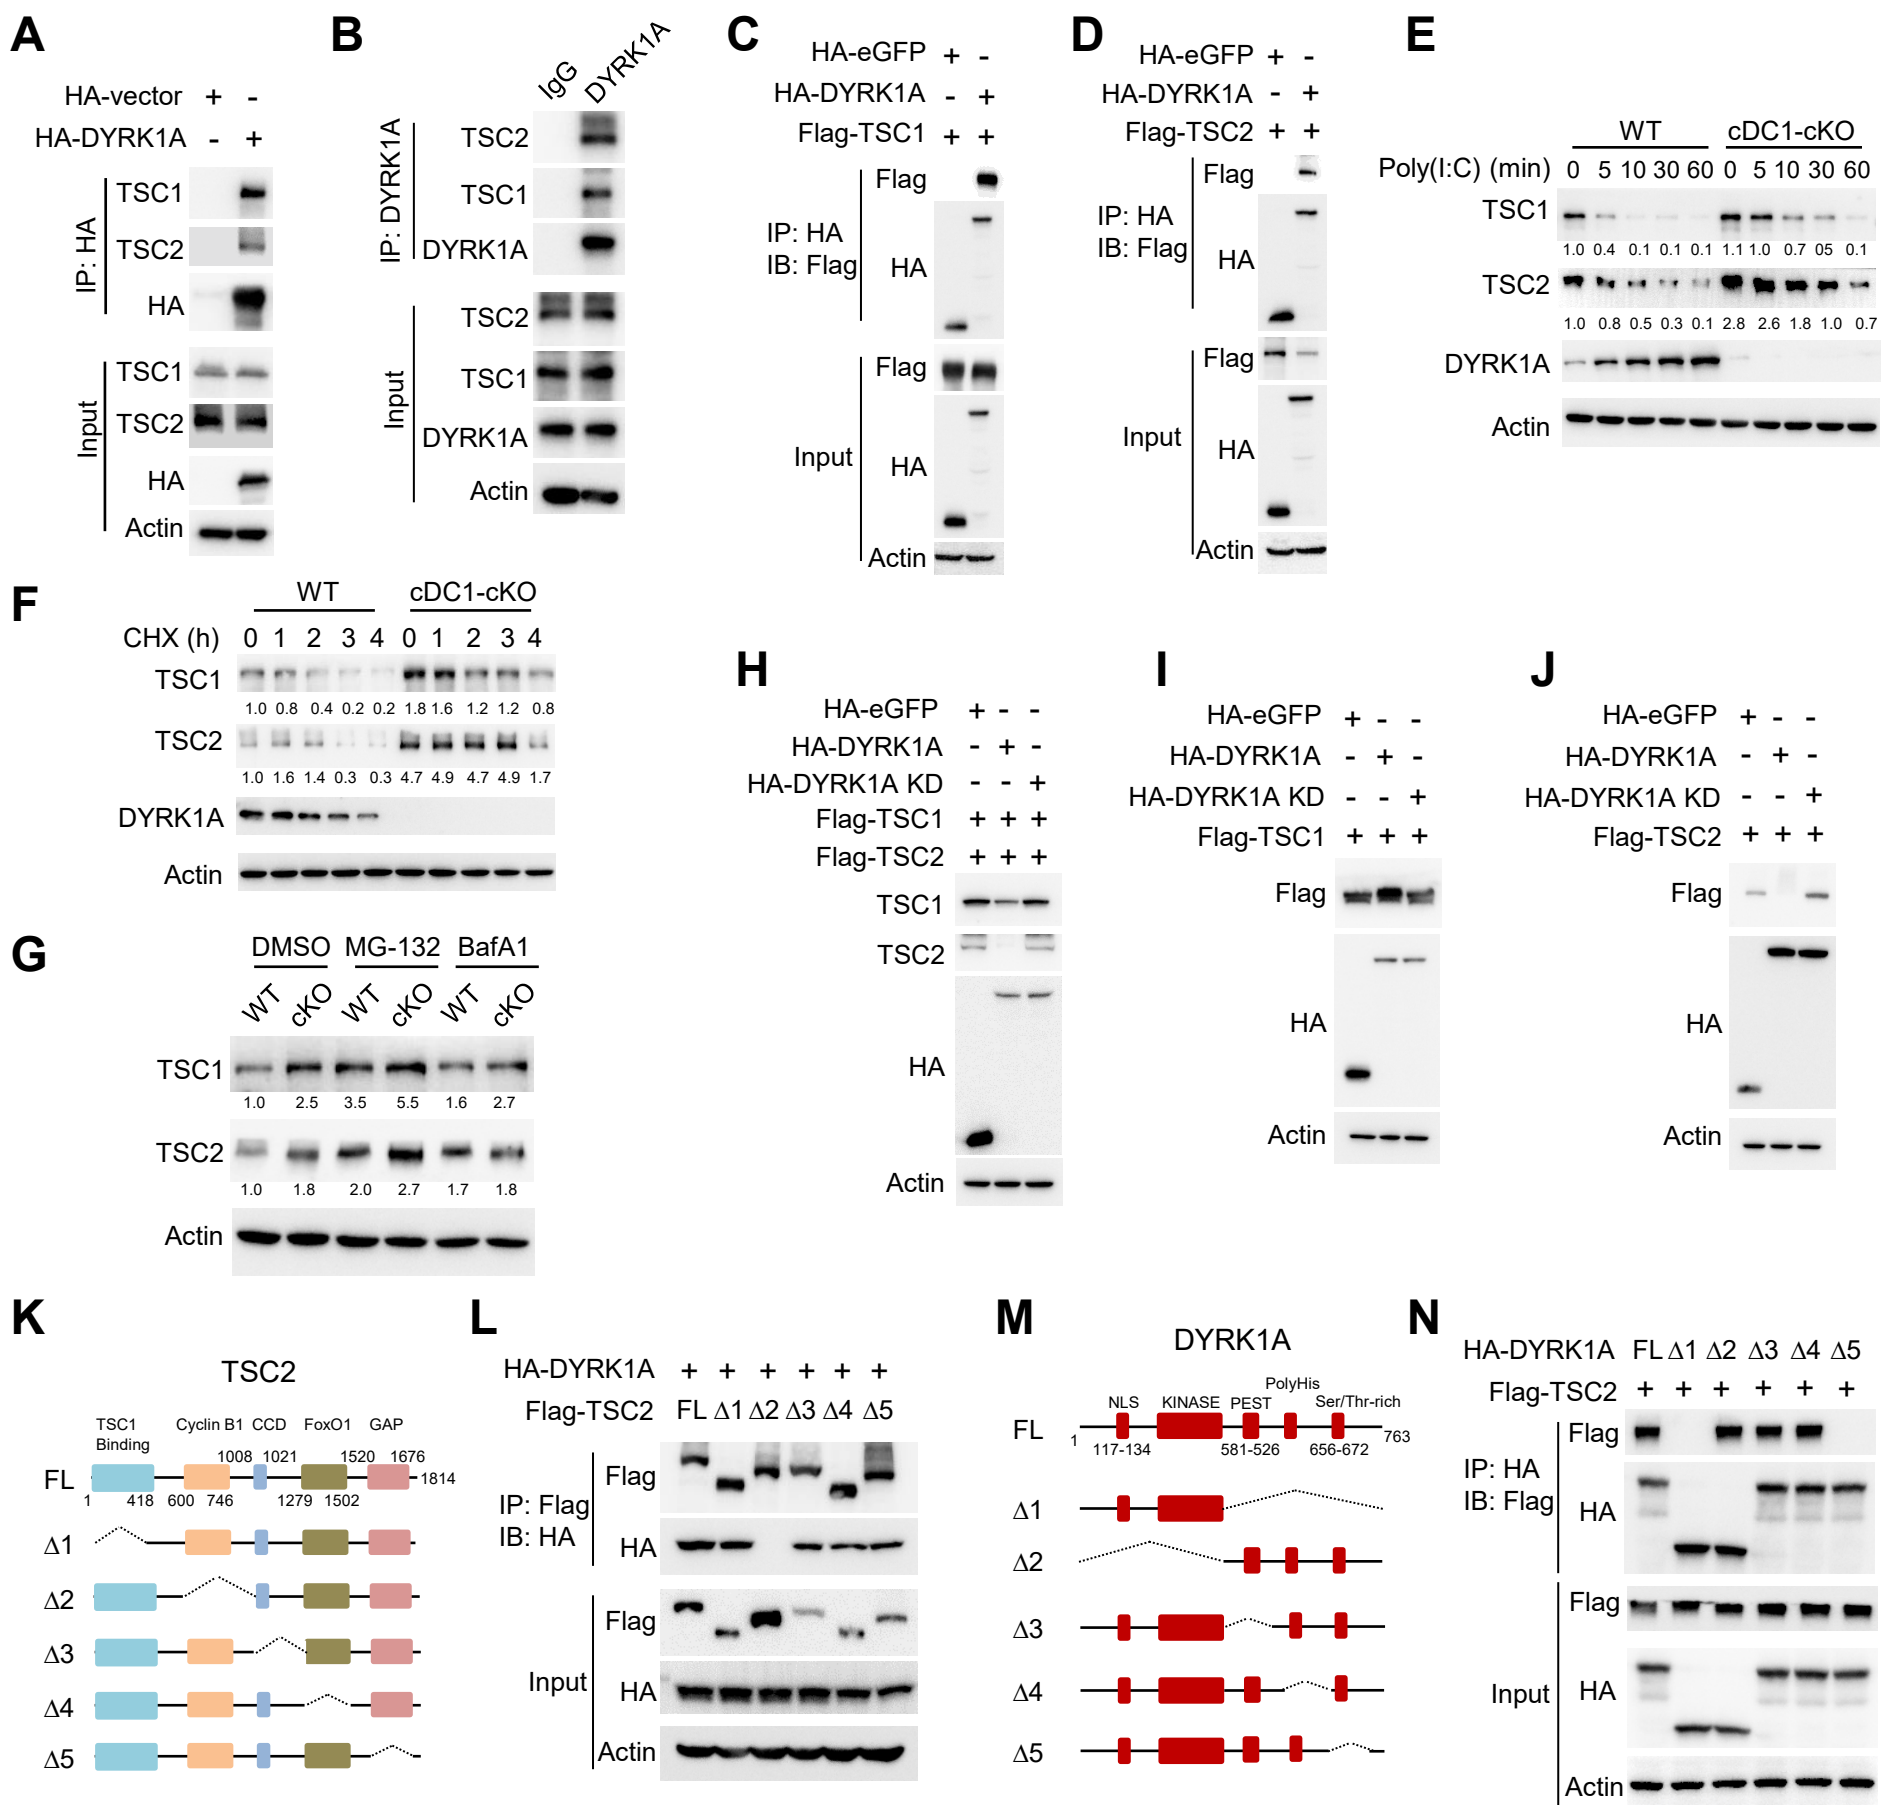 A
HA-vector + -
HA-DYRK1A - +
IP: HA
TSC1
TSC2
HA
Input
TSC1
TSC2
HA
Actin
B
IgG DYRK1A
IP: DYRK1A
TSC2
TSC1
DYRK1A
Input
TSC2
TSC1
DYRK1A
Actin
C
HA-eGFP + -
HA-DYRK1A - +
Flag-TSC1 + +
IP: HA
IB: Flag
Flag
HA
Input
Flag
HA
Actin
D
HA-eGFP + -
HA-DYRK1A - +
Flag-TSC2 + +
IP: HA
IB: Flag
Flag
HA
Input
Flag
HA
Actin
E
WT cDC1-cKO
Poly(I:C) (min) 0 5 10 30 60 0 5 10 30 60
TSC1
1.0 0.4 0.1 0.1 0.1 1.1 1.0 0.7 05 0.1
TSC2
1.0 0.8 0.5 0.3 0.1 2.8 2.6 1.8 1.0 0.7
DYRK1A
Actin
F
WT cDC1-cKO
CHX (h) 0 1 2 3 4 0 1 2 3 4
TSC1
1.0 0.8 0.4 0.2 0.2 1.8 1.6 1.2 1.2 0.8
TSC2
1.0 1.6 1.4 0.3 0.3 4.7 4.9 4.7 4.9 1.7
DYRK1A
Actin
G
DMSO MG-132 BafA1
WT cKO WT cKO WT cKO
TSC1
1.0 2.5 3.5 5.5 1.6 2.7
TSC2
1.0 1.8 2.0 2.7 1.7 1.8
Actin
H
HA-eGFP + - -
HA-DYRK1A - + -
HA-DYRK1A KD - - +
Flag-TSC1 + + +
Flag-TSC2 + + +
TSC1
TSC2
HA
Actin
I
HA-eGFP + - -
HA-DYRK1A - + -
HA-DYRK1A KD - - +
Flag-TSC1 + + +
Flag
HA
Actin
J
HA-eGFP + - -
HA-DYRK1A - + -
HA-DYRK1A KD - - +
Flag-TSC2 + + +
Flag
HA
Actin
K
TSC2
TSC1 Binding Cyclin B1 CCD FoxO1 GAP
1008 1021 1520 1676
FL 1814
1 418 600 746 1279 1502
Δ1
Δ2
Δ3
Δ4
Δ5
L
HA-DYRK1A + + + + + +
Flag-TSC2 FL Δ1 Δ2 Δ3 Δ4 Δ5
IP: Flag
IB: HA
Flag
HA
Input
Flag
HA
Actin
M
DYRK1A
PolyHis
NLS KINASE PEST Ser/Thr-rich
FL
1 117-134 581-526 656-672 763
Δ1
Δ2
Δ3
Δ4
Δ5
N
HA-DYRK1A FL Δ1 Δ2 Δ3 Δ4 Δ5
Flag-TSC2 + + + + + +
IP: HA
IB: Flag
Flag
HA
Input
Flag
HA
Actin